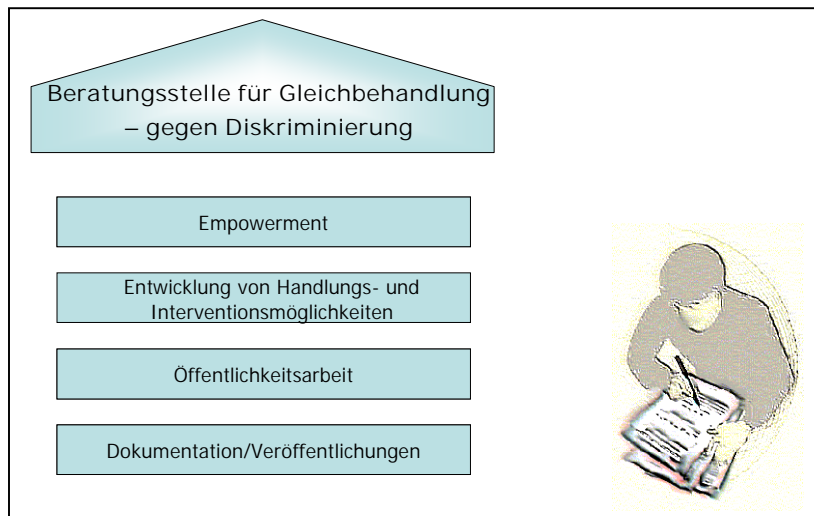 Beratungsstelle für Gleichbehandlung
– gegen Diskriminierung
Empowerment
Entwicklung von Handlungs- und
Interventionsmöglichkeiten
Öffentlichkeitsarbeit
Dokumentation/Veröffentlichungen